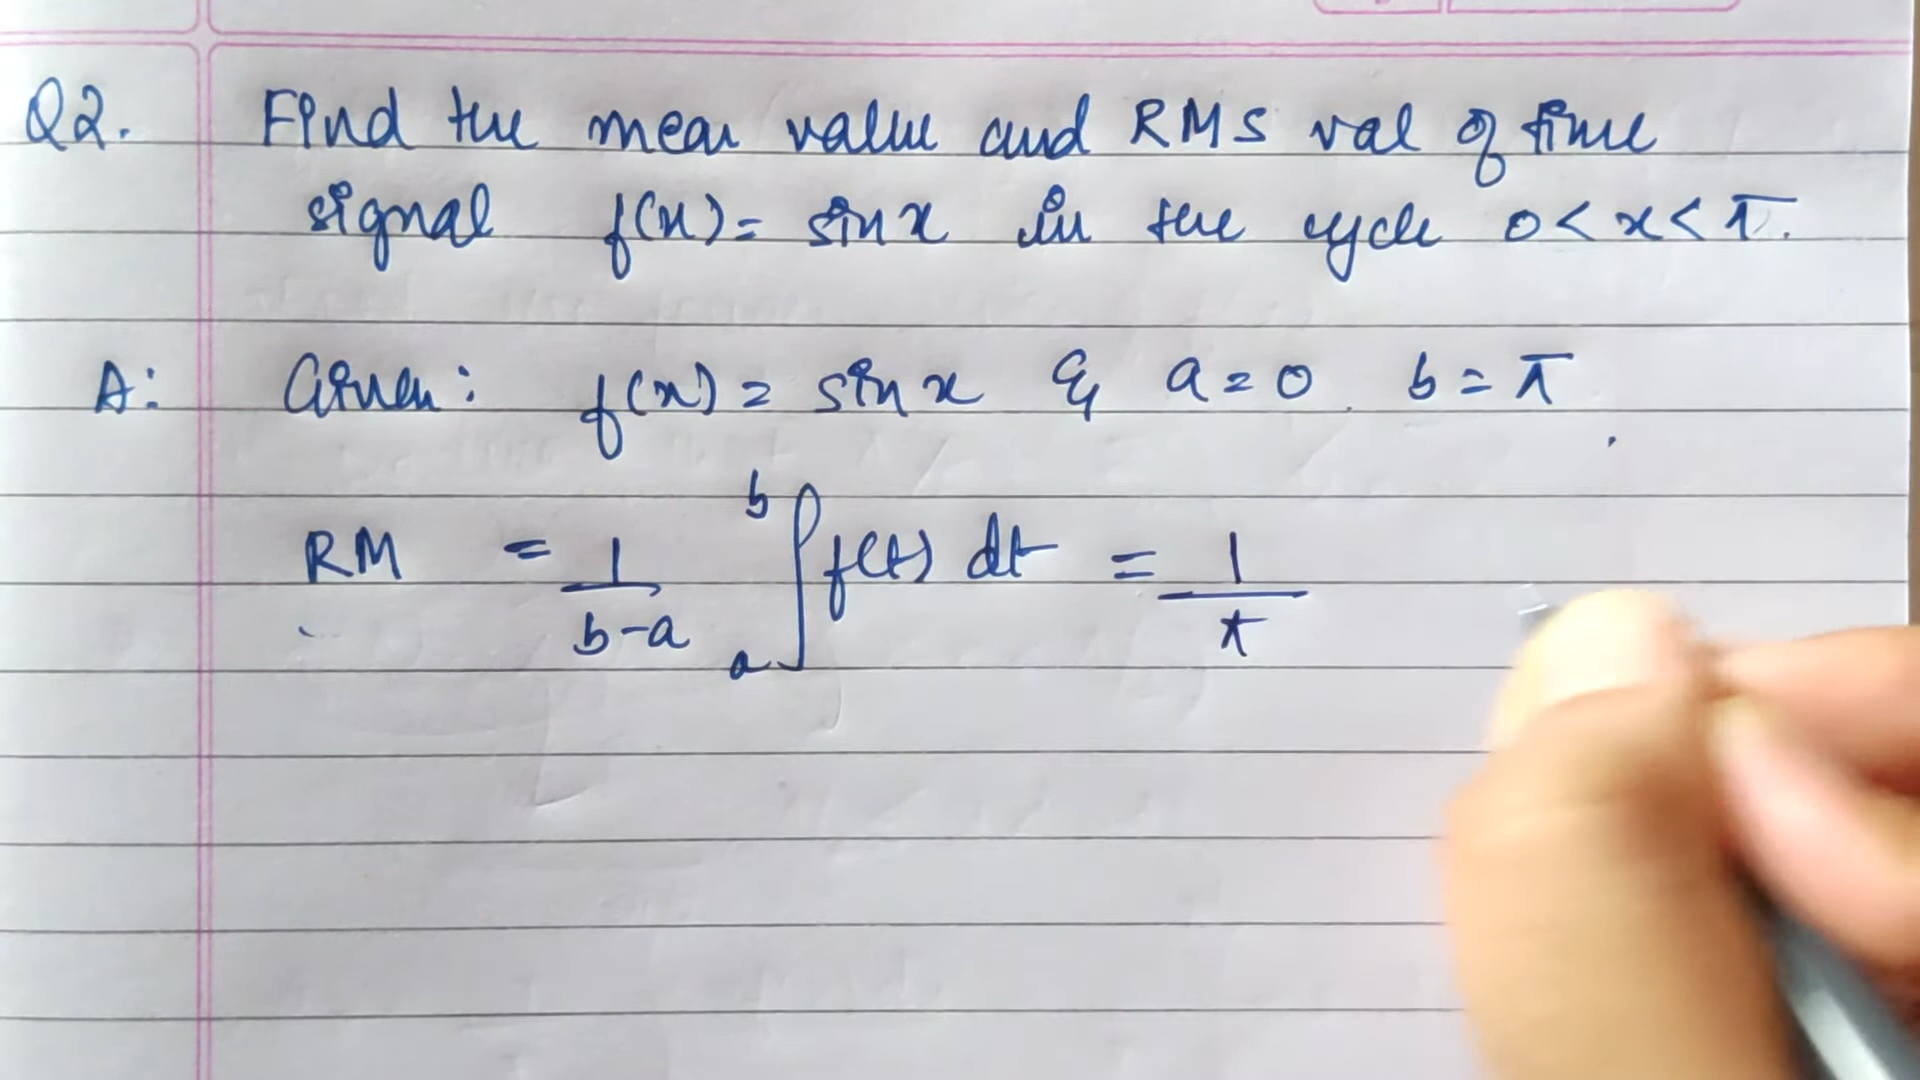 Q2. Find the mean value and RMS val of time
signal f(x) = sin x in the cycle 0 < x < π.
A: Given: f(x) = sin x & a = 0 b = π
RM = 1/b-a ∫_a^b f(t) dt = 1/π